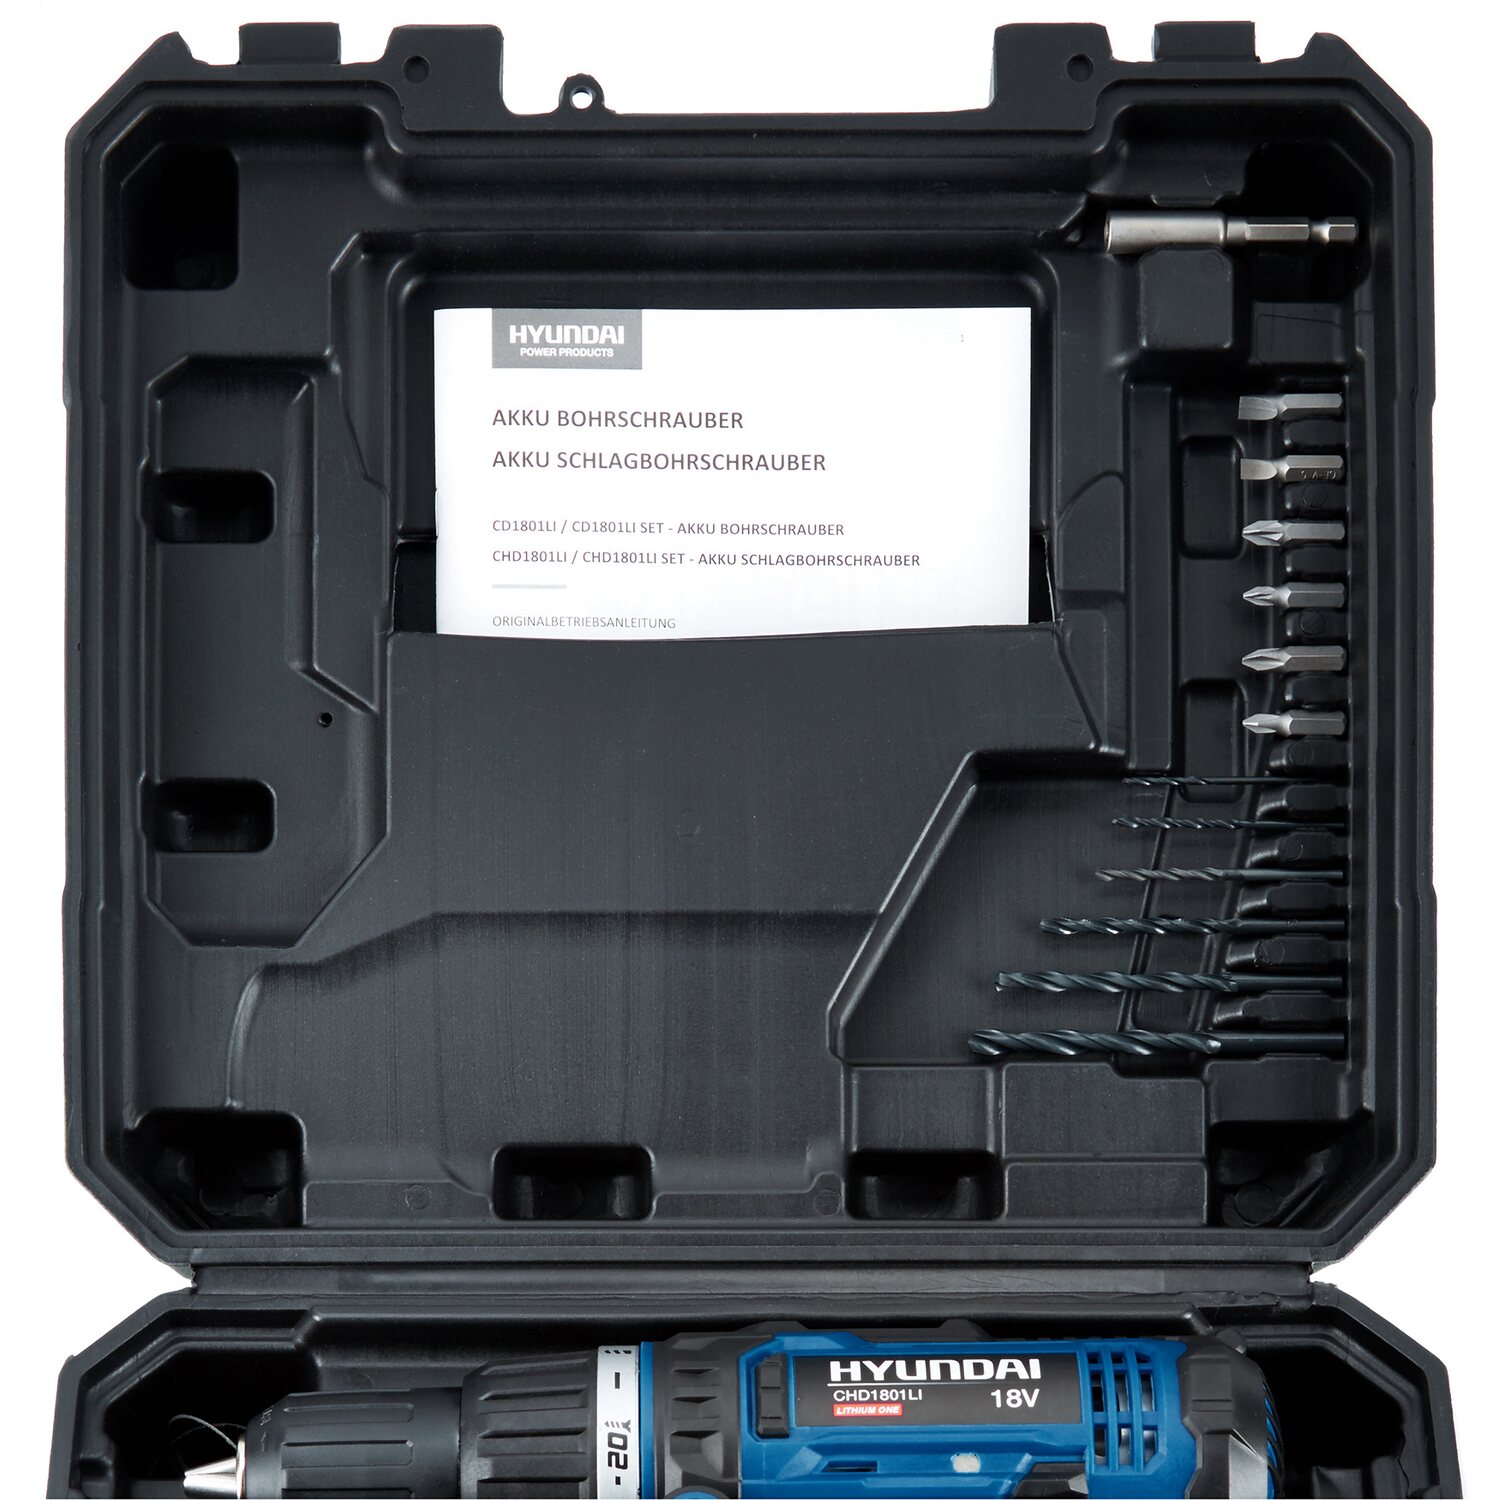 HYUNDAI
POWER PRODUCTS
AKKU BOHRSCHRAUBER
AKKU SCHLAGBOHRSCHRAUBER
CD1801LI / CD1801LI SET - AKKU BOHRSCHRAUBER
CHD1801LI / CHD1801LI SET - AKKU SCHLAGBOHRSCHRAUBER
ORIGINALBETRIEBSANLEITUNG
CR-V
HYUNDAI
CHD1801LI
18V
LITHIUM ONE
-20